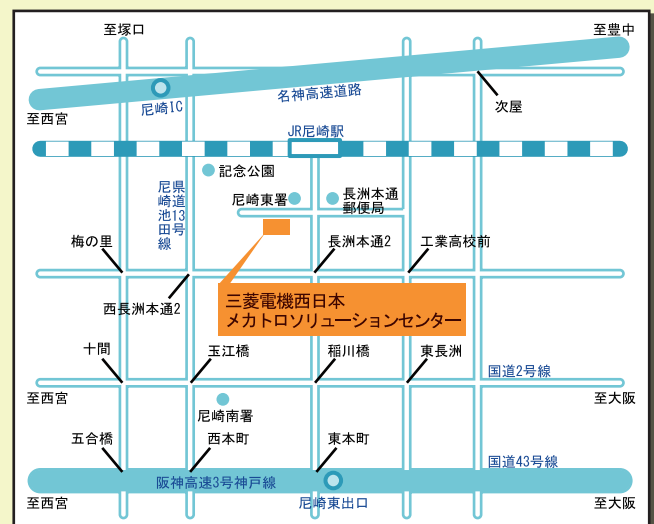 至塚口
至豊中
名神高速道路
尼崎IC
至西宮
次屋
JR尼崎駅
記念公園
尼崎池田線
県道13号
尼崎東署
長洲本通
郵便局
梅の里
長洲本通2
工業高校前
西長洲本通2
三菱電機西日本
メカトロソリューションセンター
十間
玉江橋
稲川橋
東長洲
国道2号線
至西宮
至大阪
尼崎南署
五合橋
西本町
東本町
国道43号線
阪神高速3号神戸線
至西宮
尼崎東出口
至大阪